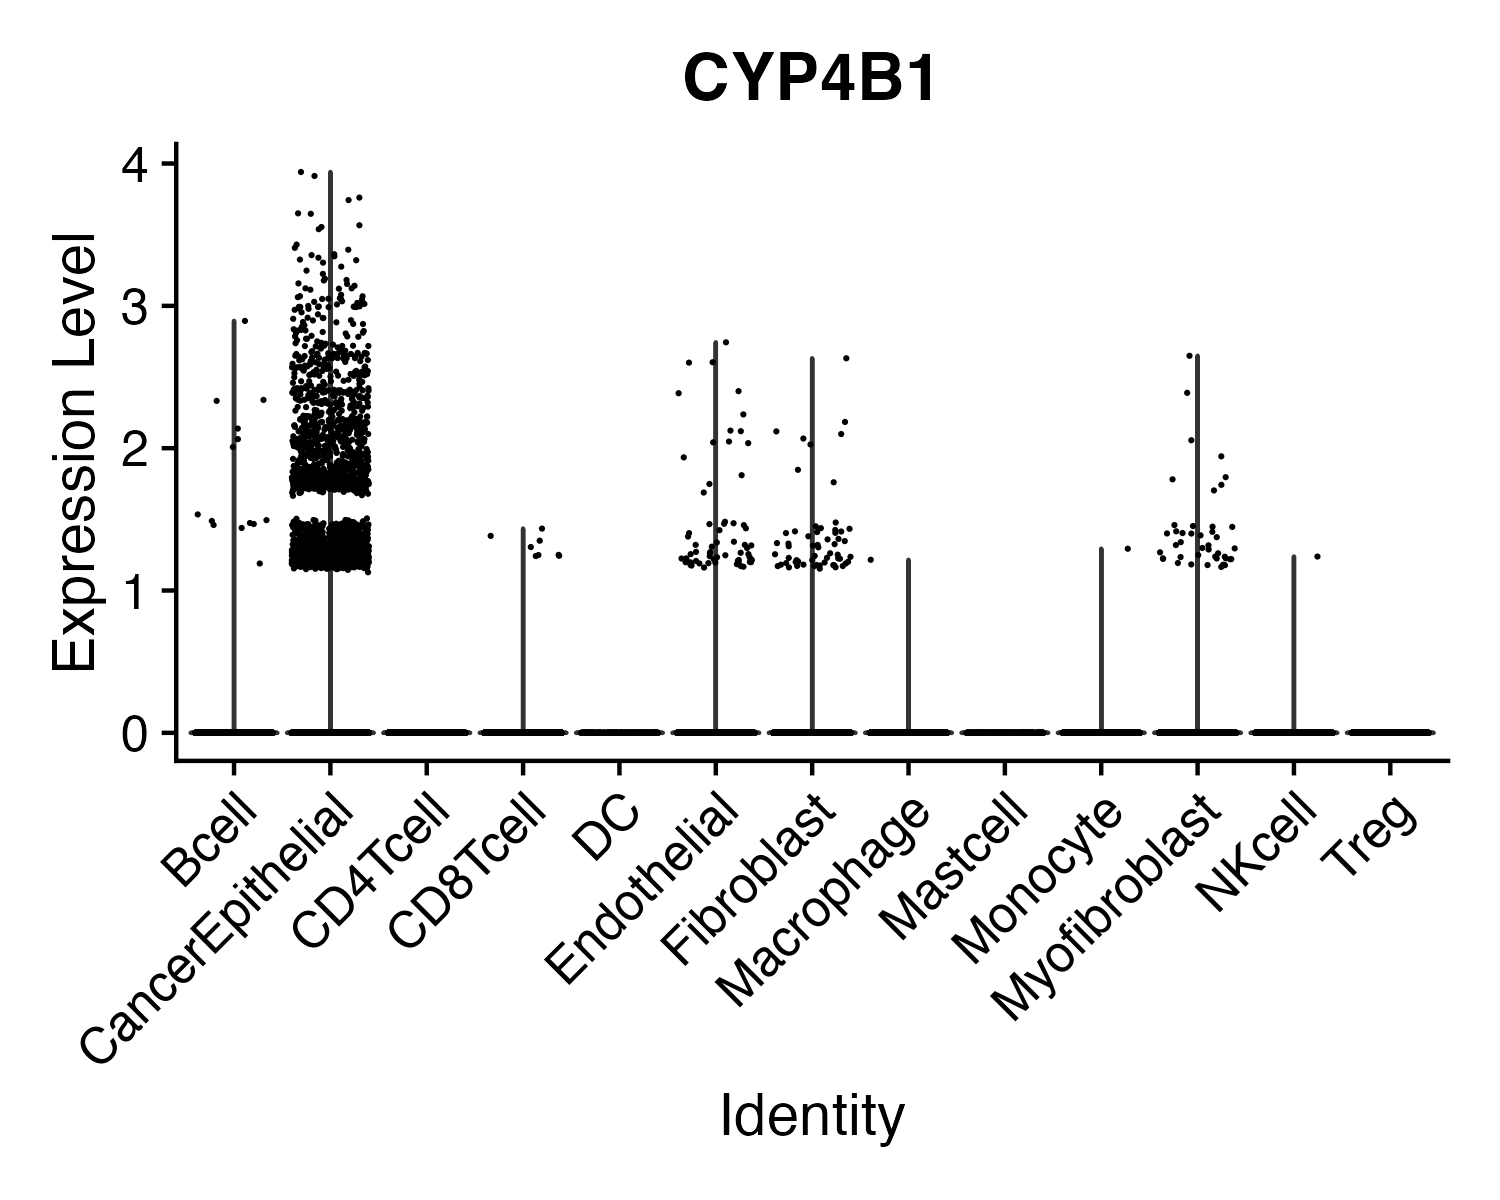 CYP4B1
Expression Level
4
3
2
1
0
Bcell
CancerEpithelial
CD4Tcell
CD8Tcell
DC
Endothelial
Fibroblast
Macrophage
Mastcell
Monocyte
Myofibroblast
NKcell
Treg
Identity